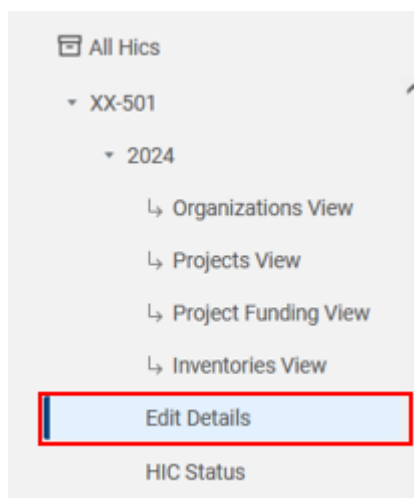 All Hics
XX-501
2024
Organizations View
Projects View
Project Funding View
Inventories View
Edit Details
HIC Status